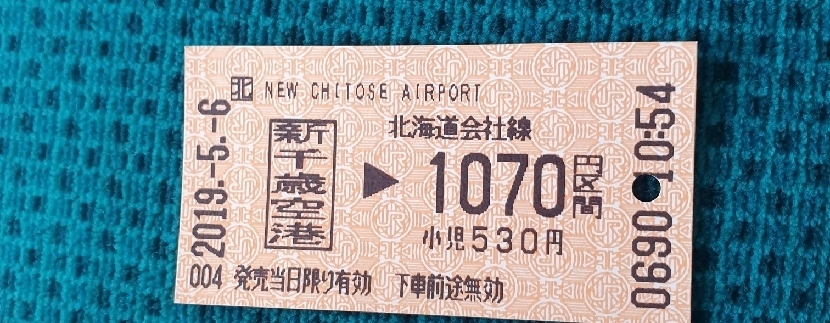 2019.-5.-6
北 NEW CHITOSE AIRPORT
北海道会社線
新千歳空港 ▶ 1070円区間
小児530円
004 発売当日限り有効 下車前途無効
0690 10:54